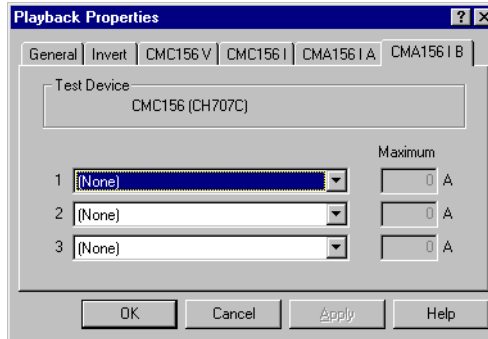 Playback Properties
General Invert CMC156 V CMC156 I CMA156 I A CMA156 I B
Test Device
CMC156 (CH707C)
Maximum
1 (None) 0 A
2 (None) 0 A
3 (None) 0 A
OK Cancel Apply Help